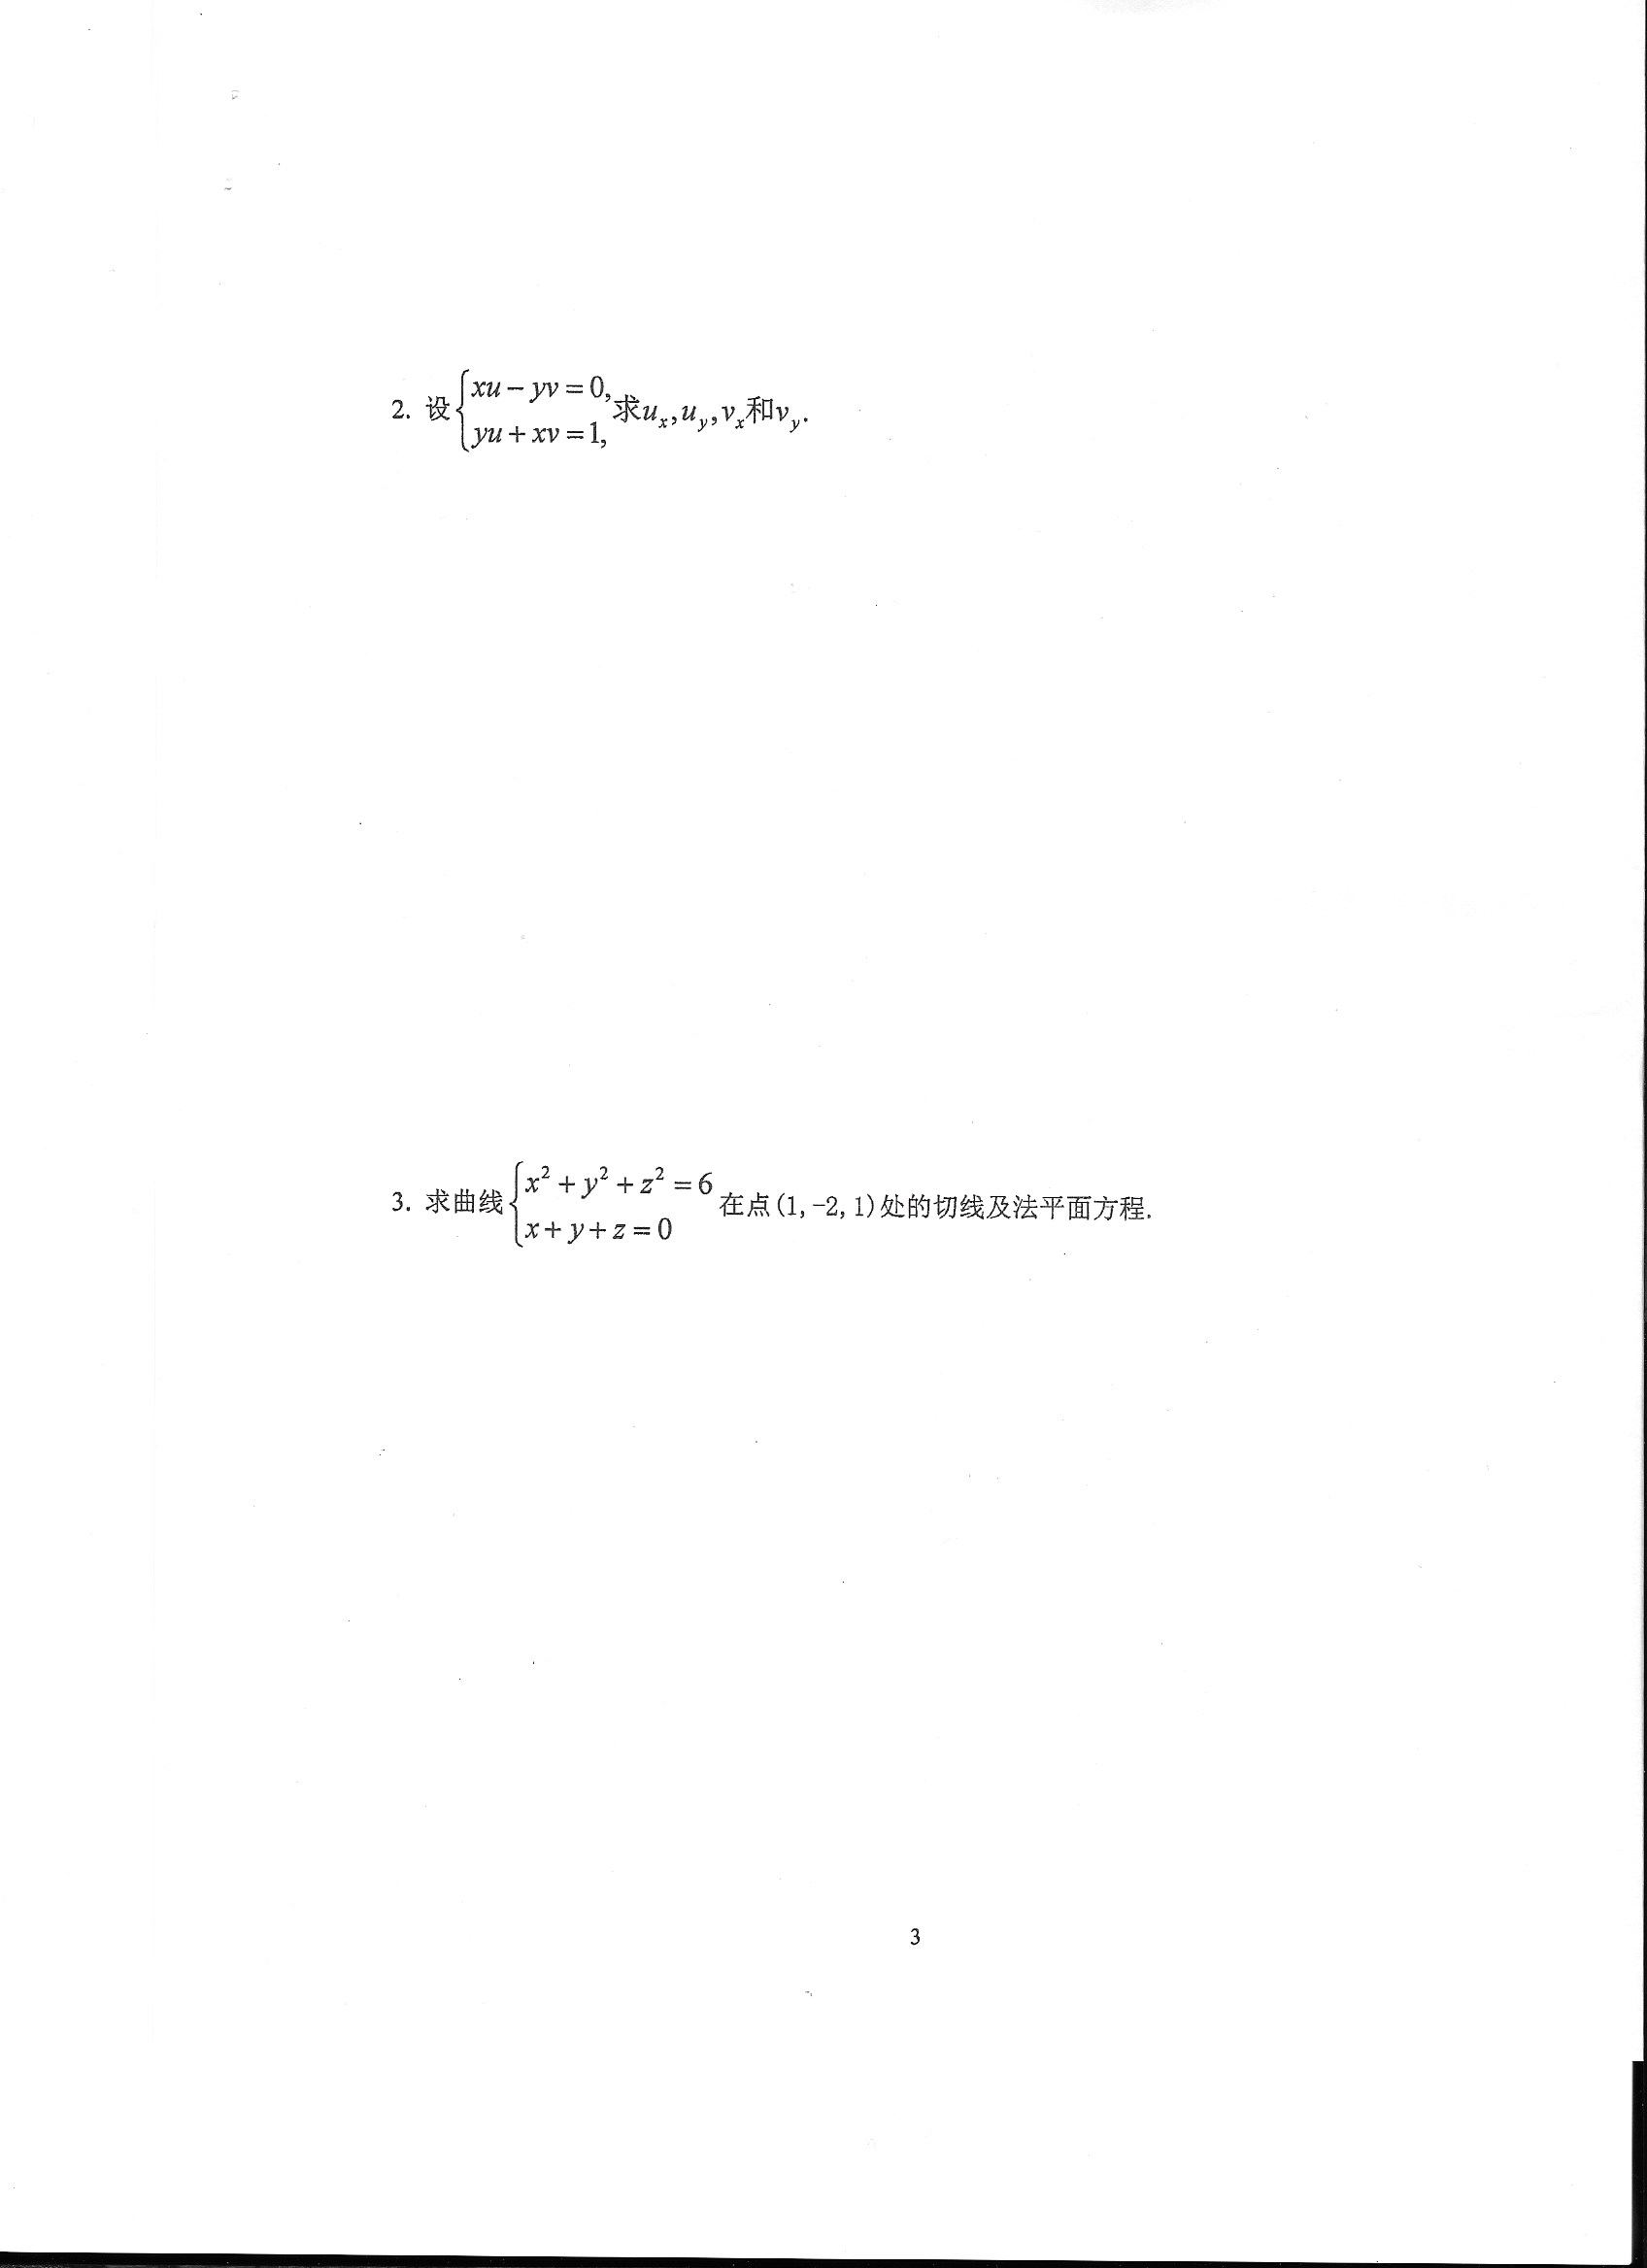 2. 设{xu − yv = 0, yu + xv = 1, 求u_x, u_y, v_x和v_y.
3. 求曲线{x² + y² + z² = 6 x + y + z = 0 在点(1, -2, 1)处的切线及法平面方程.
3